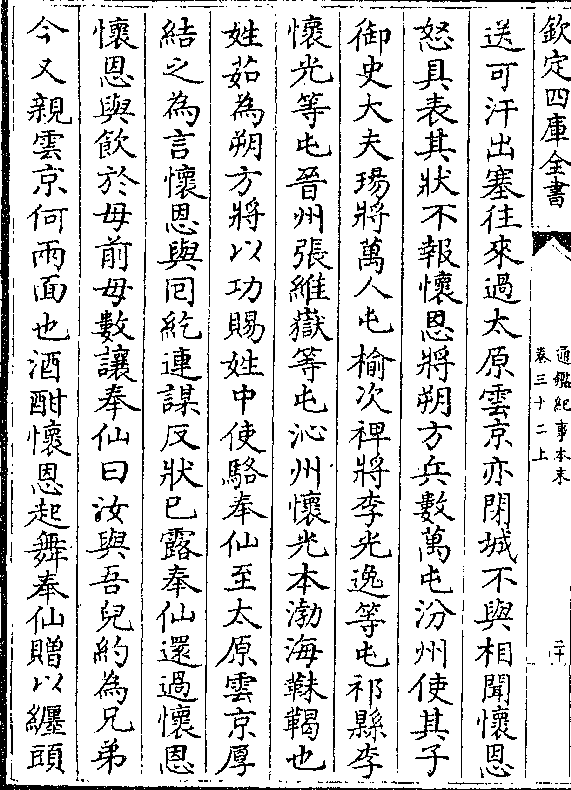 欽定四庫全書
通鑑紀事本末
卷三十二上
二十
送可汗出塞往來過太原雲京亦閉城不與相聞懷恩
怒具表其狀不報懷恩將朔方兵數萬屯汾州使其子
御史大夫瑒將萬人屯榆次禆將李光逸等屯祁縣李
懷光等屯晉州張維嶽等屯沁州懷光本渤海靺鞨也
姓茹為朔方將以功賜姓中使駱奉仙至太原雲京厚
結之為言懷恩與囘紇連謀反狀已露奉仙還過懷恩
懷恩與飲於母前母數讓奉仙曰汝與吾兒約為兄弟
今又親雲京何兩面也酒酣懷恩起舞奉仙贈以纒頭